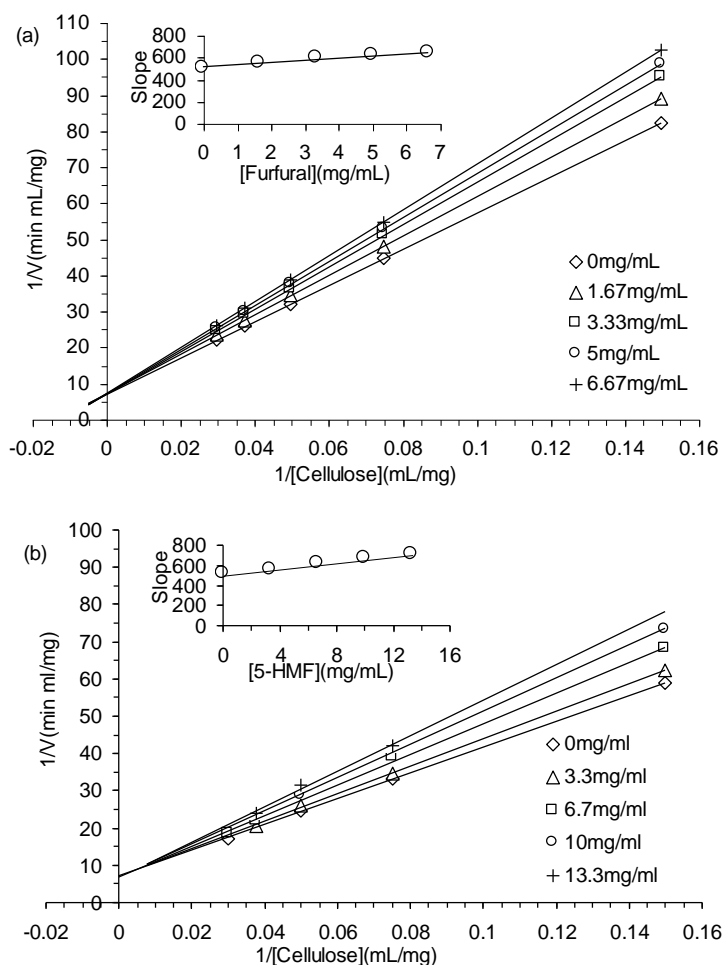 (a)
110
100
90
80
70
60
50
40
30
20
10
0
1/V(min mL/mg)
-0.02 0 0.02 0.04 0.06 0.08 0.1 0.12 0.14 0.16
1/[Cellulose](mL/mg)
800
600
400
200
0
Slope
0 1 2 3 4 5 6 7
[Furfural](mg/mL)
0mg/mL
1.67mg/mL
3.33mg/mL
5mg/mL
6.67mg/mL
(b)
100
90
80
70
60
50
40
30
20
10
0
1/V(min ml/mg)
-0.02 0 0.02 0.04 0.06 0.08 0.1 0.12 0.14 0.16
1/[Cellulose](mL/mg)
800
600
400
200
0
Slope
0 4 8 12 16
[5-HMF](mg/mL)
0mg/ml
3.3mg/ml
6.7mg/ml
10mg/ml
13.3mg/ml